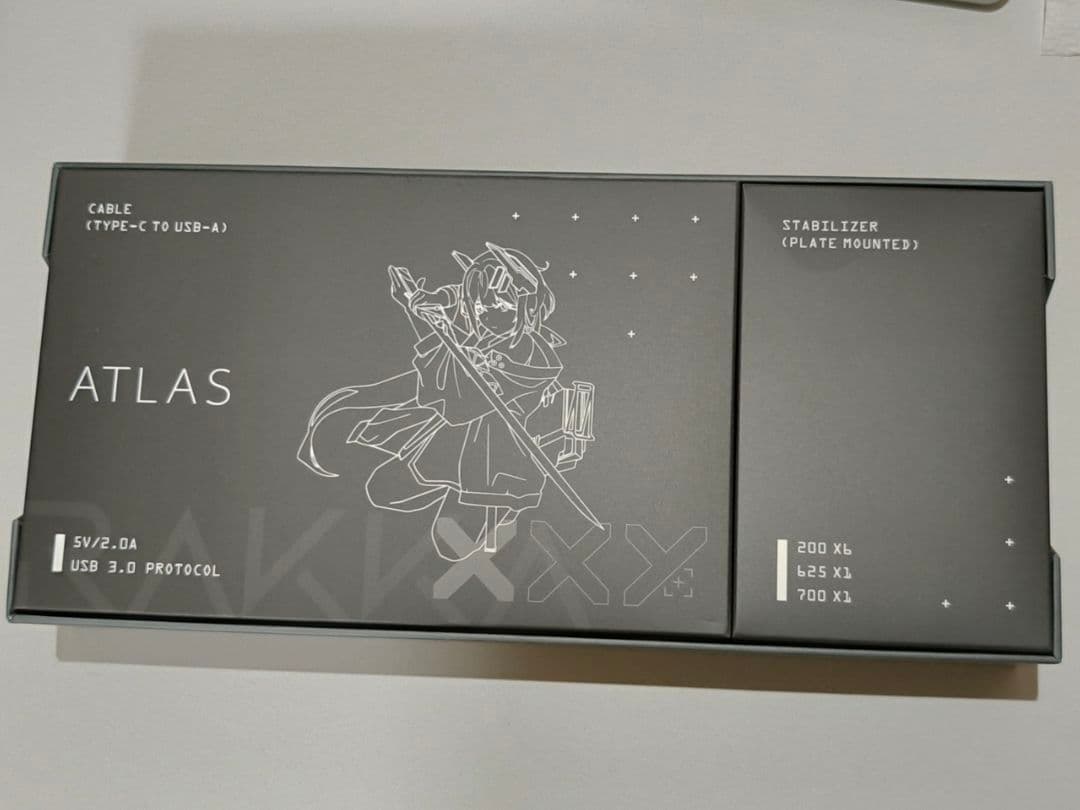 CABLE
(TYPE-C TO USB-A)
ATLAS
5V/2.0A
USB 3.0 PROTOCOL
STABILIZER
(PLATE MOUNTED)
200 X6
625 X1
700 X1